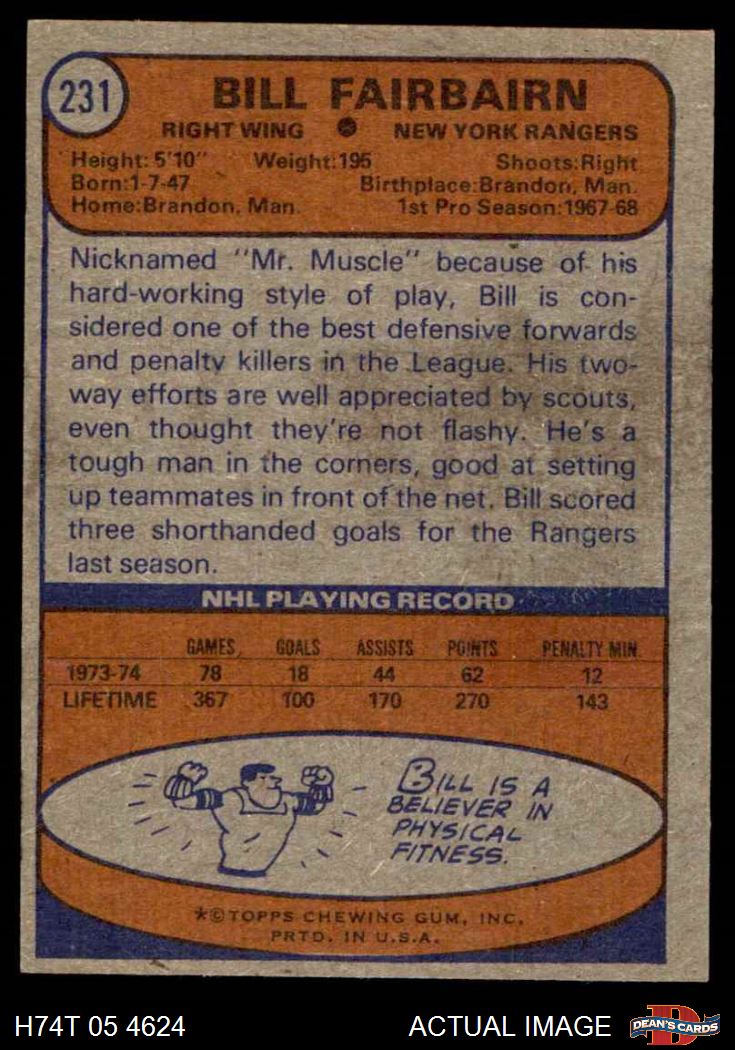 231
BILL FAIRBAIRN
RIGHT WING NEW YORK RANGERS
Height: 5'10" Weight:195 Shoots:Right
Born:1-7-47 Birthplace:Brandon, Man.
Home:Brandon, Man. 1st Pro Season:1967-68
Nicknamed "Mr. Muscle" because of his
hard-working style of play, Bill is con-
sidered one of the best defensive forwards
and penalty killers in the League. His two-
way efforts are well appreciated by scouts,
even thought they're not flashy. He's a
tough man in the corners, good at setting
up teammates in front of the net. Bill scored
three shorthanded goals for the Rangers
last season.
NHL PLAYING RECORD
GAMES GOALS ASSISTS POINTS PENALTY MIN.
1973-74 78 18 44 62 12
LIFETIME 367 100 170 270 143
BILL IS A
BELIEVER IN
PHYSICAL
FITNESS.
*©TOPPS CHEWING GUM, INC.
PRTD. IN U.S.A.
H74T 05 4624 ACTUAL IMAGE D DEAN'S CARDS